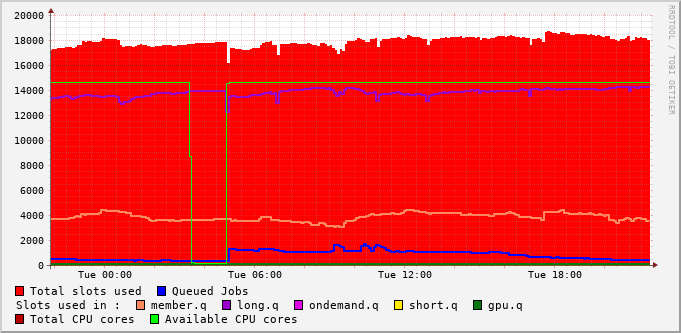 20000
18000
16000
14000
12000
10000
8000
6000
4000
2000
0
Tue 00:00 Tue 06:00 Tue 12:00 Tue 18:00
RRDTOOL / TOBI OETIKER
Total slots used Queued Jobs
Slots used in : member.q long.q ondemand.q short.q gpu.q
Total CPU cores Available CPU cores